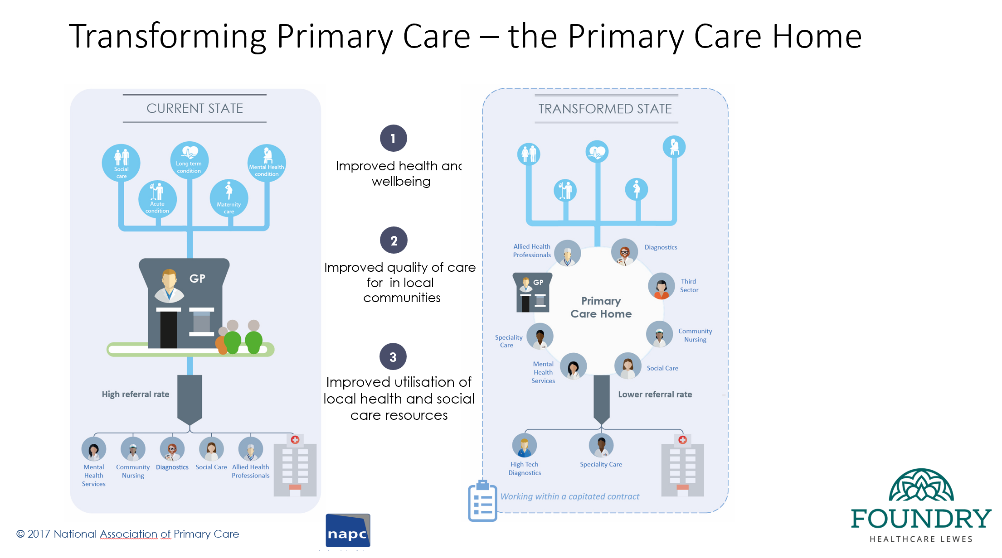 Transforming Primary Care – the Primary Care Home
CURRENT STATE
Social
care
Long term
condition
Mental Health
condition
Acute
condition
Maternity
care
GP
High referral rate
Mental
Health
Services
Community
Nursing
Diagnostics
Social Care
Allied Health
Professionals
1
Improved health and
wellbeing
2
Improved quality of care
for in local
communities
3
Improved utilisation of
local health and social
care resources
TRANSFORMED STATE
Allied Health
Professionals
Diagnostics
GP
Third
Sector
Primary
Care Home
Speciality
Care
Community
Nursing
Mental
Health
Services
Social Care
Lower referral rate
High Tech
Diagnostics
Speciality Care
Working within a capitated contract
© 2017 National Association of Primary Care
napc
FOUNDRY
HEALTHCARE LEWES